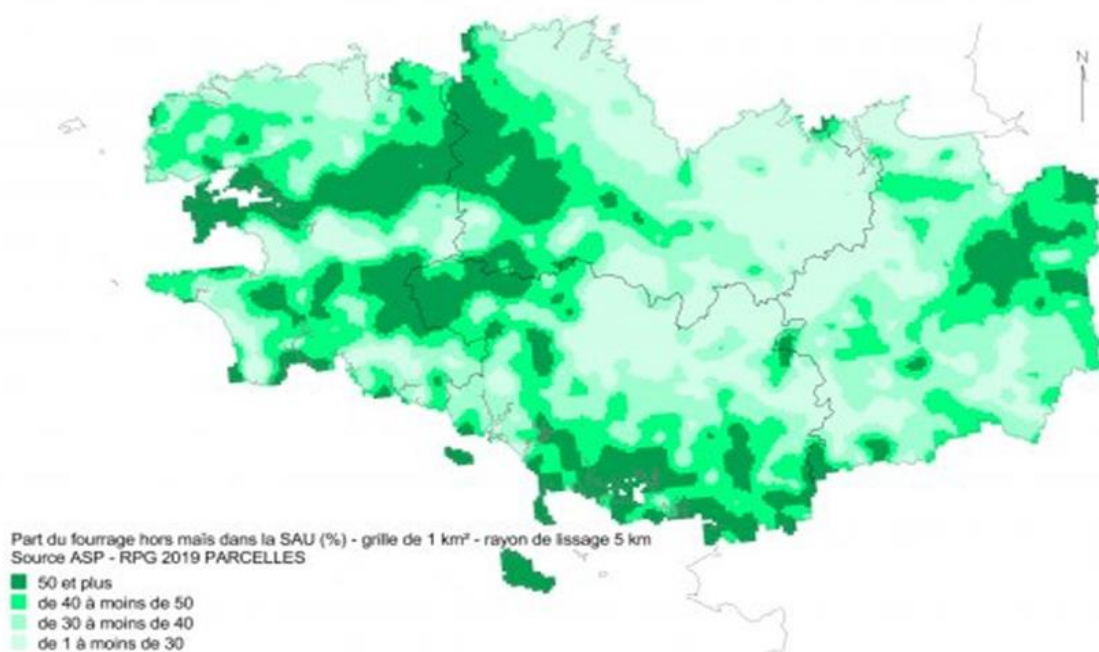 N
Part du fourrage hors maïs dans la SAU (%) - grille de 1 km² - rayon de lissage 5 km
Source ASP - RPG 2019 PARCELLES
50 et plus
de 40 à moins de 50
de 30 à moins de 40
de 1 à moins de 30